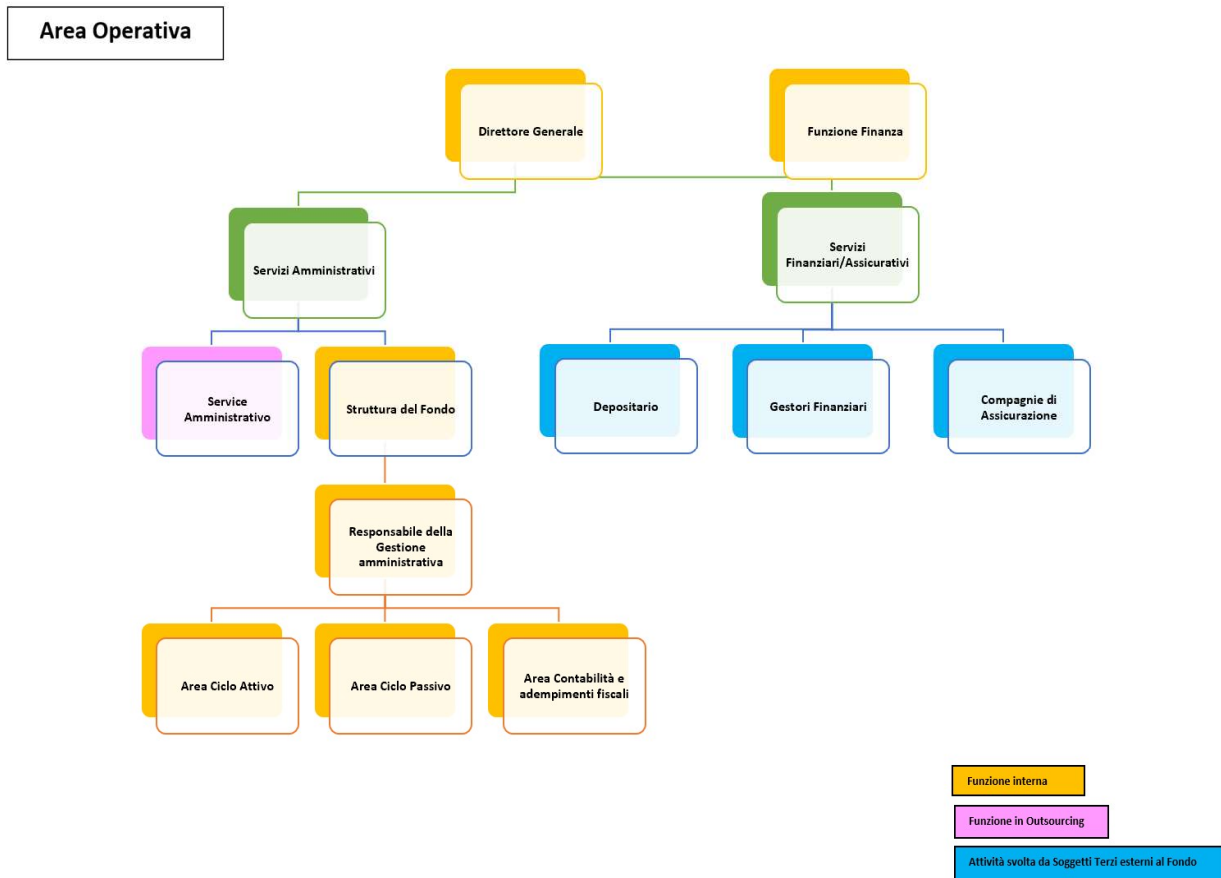 Area Operativa
Direttore Generale
Funzione Finanza
Servizi Amministrativi
Servizi
Finanziari/Assicurativi
Service
Amministrativo
Struttura del Fondo
Depositario
Gestori Finanziari
Compagnie di
Assicurazione
Responsabile della
Gestione
amministrativa
Area Ciclo Attivo
Area Ciclo Passivo
Area Contabilità e
adempimenti fiscali
Funzione interna
Funzione in Outsourcing
Attività svolta da Soggetti Terzi esterni al Fondo